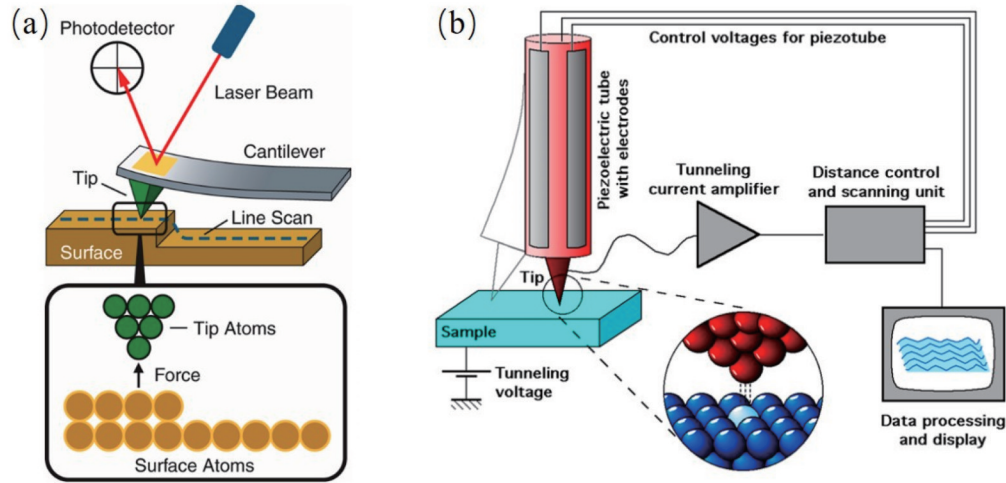 (a)
Photodetector
Laser Beam
Cantilever
Tip
Line Scan
Surface
Tip Atoms
Force
Surface Atoms
(b)
Control voltages for piezotube
Piezoelectric tube
with electrodes
Tunneling
current amplifier
Distance control
and scanning unit
Tip
Sample
Tunneling
voltage
Data processing
and display